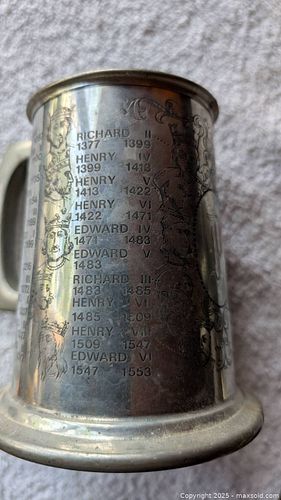 RICHARD II
1377 1399
HENRY IV
1399 1413
HENRY V
1413 1422
HENRY VI
1422 1471
EDWARD IV
1471 1483
EDWARD V
1483
RICHARD III
1483 1485
HENRY VII
1485 1509
HENRY VIII
1509 1547
EDWARD VI
1547 1553
Copyright © 2025 - maxsold.com